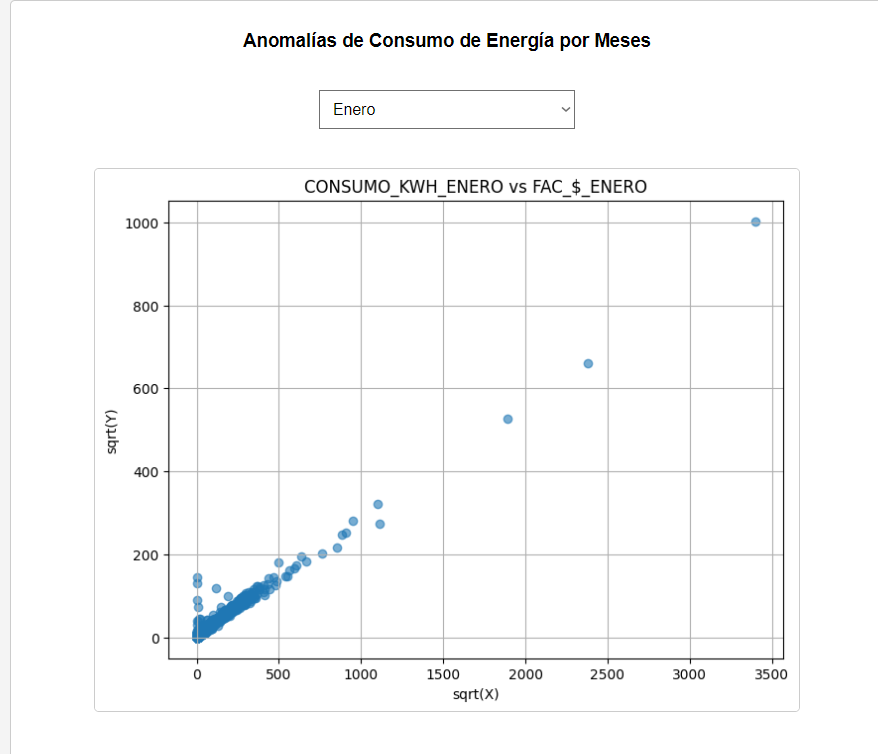 Anomalías de Consumo de Energía por Meses
Enero
CONSUMO_KWH_ENERO vs FAC_$_ENERO
1000
800
600
400
200
0
sqrt(Y)
0 500 1000 1500 2000 2500 3000 3500
sqrt(X)